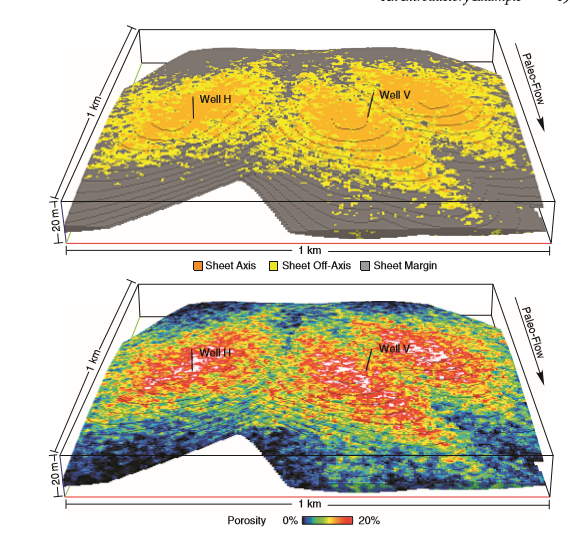 1 km
Well H
Well V
Paleo-Flow
20 m
1 km
Sheet Axis Sheet Off-Axis Sheet Margin
1 km
Well H
Well V
Paleo-Flow
20 m
1 km
Porosity 0% 20%